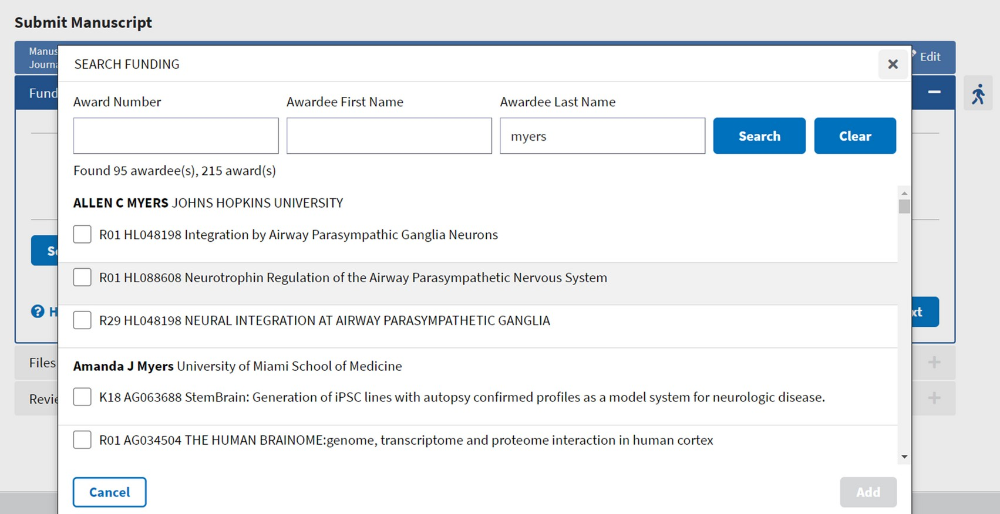 Submit Manuscript
Manus
Journa
Edit
SEARCH FUNDING
Fund
Award Number
Awardee First Name
Awardee Last Name
myers
Search
Clear
Found 95 awardee(s), 215 award(s)
ALLEN C MYERS JOHNS HOPKINS UNIVERSITY
R01 HL048198 Integration by Airway Parasympathic Ganglia Neurons
R01 HL088608 Neurotrophin Regulation of the Airway Parasympathetic Nervous System
R29 HL048198 NEURAL INTEGRATION AT AIRWAY PARASYMPATHETIC GANGLIA
Amanda J Myers University of Miami School of Medicine
K18 AG063688 StemBrain: Generation of iPSC lines with autopsy confirmed profiles as a model system for neurologic disease.
R01 AG034504 THE HUMAN BRAINOME:genome, transcriptome and proteome interaction in human cortex
Files
Revie
H
xt
Cancel
Add